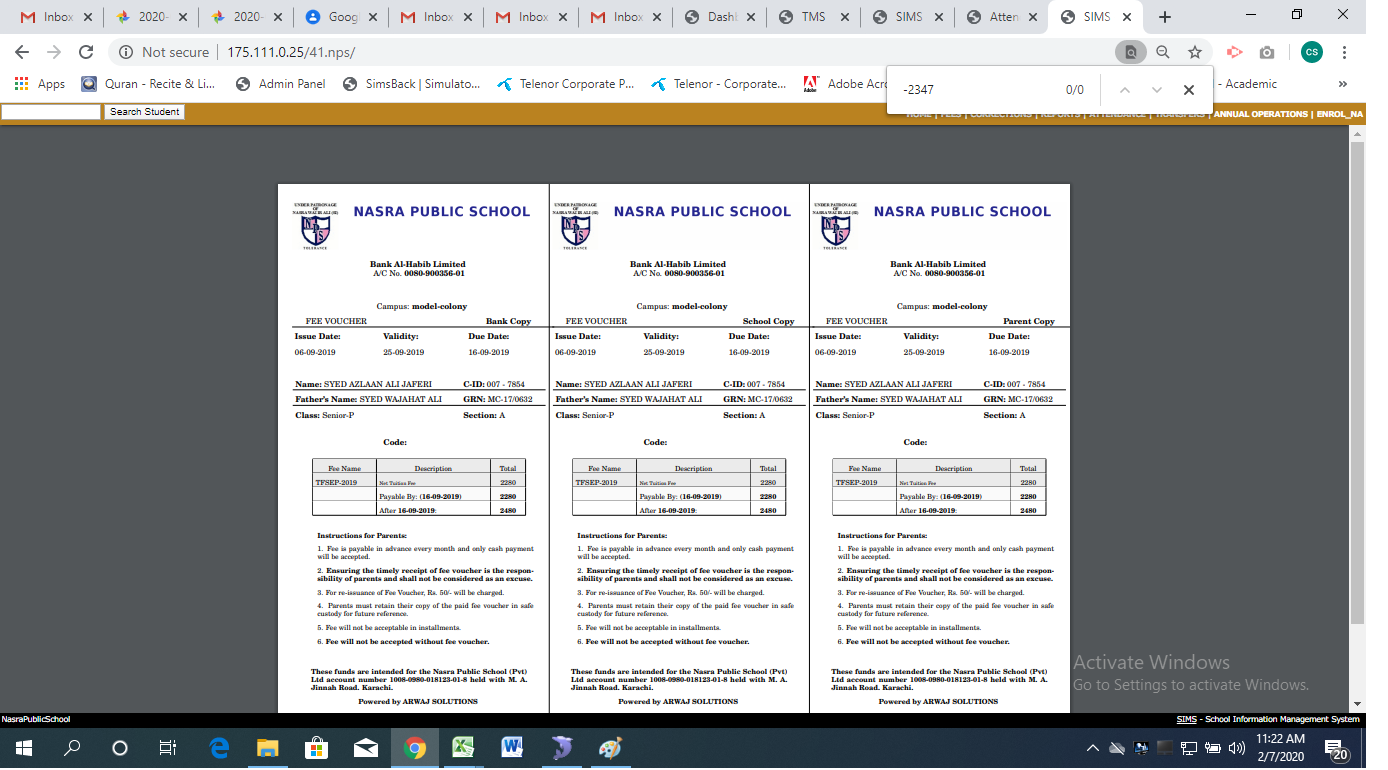 Inbox
2020-
2020-
Goog
Inbox
Inbox
Inbox
Dashb
TMS
SIMS
Atten
SIMS
Not secure | 175.111.0.25/41.nps/
CS
Apps Quran - Recite & Li... Admin Panel SimsBack | Simulato... Telenor Corporate P... Telenor - Corporate... Adobe Acr - Academic »
-2347 0/0
Search Student
ANNUAL OPERATIONS | ENROL_NA
UNDER PATRONAGE
OF
NASRA WAJIH ALI (R)
NPS
TOLERANCE
NASRA PUBLIC SCHOOL
Bank Al-Habib Limited
A/C No. 0080-900356-01
Campus: model-colony
FEE VOUCHER Bank Copy
Issue Date: Validity: Due Date:
06-09-2019 25-09-2019 16-09-2019
Name: SYED AZLAAN ALI JAFERI C-ID: 007 - 7854
Father's Name: SYED WAJAHAT ALI GRN: MC-17/0632
Class: Senior-P Section: A
Code:
Fee Name Description Total
TFSEP-2019 Net Tuition Fee 2280
Payable By: (16-09-2019) 2280
After 16-09-2019: 2480
Instructions for Parents:
1. Fee is payable in advance every month and only cash payment
will be accepted.
2. Ensuring the timely receipt of fee voucher is the respon-
sibility of parents and shall not be considered as an excuse.
3. For re-issuance of Fee Voucher, Rs. 50/- will be charged.
4. Parents must retain their copy of the paid fee voucher in safe
custody for future reference.
5. Fee will not be acceptable in installments.
6. Fee will not be accepted without fee voucher.
These funds are intended for the Nasra Public School (Pvt)
Ltd account number 1008-0980-018123-01-8 held with M. A.
Jinnah Road. Karachi.
Powered by ARWAJ SOLUTIONS
UNDER PATRONAGE
OF
NASRA WAJIH ALI (R)
NPS
TOLERANCE
NASRA PUBLIC SCHOOL
Bank Al-Habib Limited
A/C No. 0080-900356-01
Campus: model-colony
FEE VOUCHER School Copy
Issue Date: Validity: Due Date:
06-09-2019 25-09-2019 16-09-2019
Name: SYED AZLAAN ALI JAFERI C-ID: 007 - 7854
Father's Name: SYED WAJAHAT ALI GRN: MC-17/0632
Class: Senior-P Section: A
Code:
Fee Name Description Total
TFSEP-2019 Net Tuition Fee 2280
Payable By: (16-09-2019) 2280
After 16-09-2019: 2480
Instructions for Parents:
1. Fee is payable in advance every month and only cash payment
will be accepted.
2. Ensuring the timely receipt of fee voucher is the respon-
sibility of parents and shall not be considered as an excuse.
3. For re-issuance of Fee Voucher, Rs. 50/- will be charged.
4. Parents must retain their copy of the paid fee voucher in safe
custody for future reference.
5. Fee will not be acceptable in installments.
6. Fee will not be accepted without fee voucher.
These funds are intended for the Nasra Public School (Pvt)
Ltd account number 1008-0980-018123-01-8 held with M. A.
Jinnah Road. Karachi.
Powered by ARWAJ SOLUTIONS
UNDER PATRONAGE
OF
NASRA WAJIH ALI (R)
NPS
TOLERANCE
NASRA PUBLIC SCHOOL
Bank Al-Habib Limited
A/C No. 0080-900356-01
Campus: model-colony
FEE VOUCHER Parent Copy
Issue Date: Validity: Due Date:
06-09-2019 25-09-2019 16-09-2019
Name: SYED AZLAAN ALI JAFERI C-ID: 007 - 7854
Father's Name: SYED WAJAHAT ALI GRN: MC-17/0632
Class: Senior-P Section: A
Code:
Fee Name Description Total
TFSEP-2019 Net Tuition Fee 2280
Payable By: (16-09-2019) 2280
After 16-09-2019: 2480
Instructions for Parents:
1. Fee is payable in advance every month and only cash payment
will be accepted.
2. Ensuring the timely receipt of fee voucher is the respon-
sibility of parents and shall not be considered as an excuse.
3. For re-issuance of Fee Voucher, Rs. 50/- will be charged.
4. Parents must retain their copy of the paid fee voucher in safe
custody for future reference.
5. Fee will not be acceptable in installments.
6. Fee will not be accepted without fee voucher.
These funds are intended for the Nasra Public School (Pvt)
Ltd account number 1008-0980-018123-01-8 held with M. A.
Jinnah Road. Karachi.
Powered by ARWAJ SOLUTIONS
Activate Windows
Go to Settings to activate Windows.
NasraPublicSchool SIMS - School Information Management System
11:22 AM
2/7/2020
20